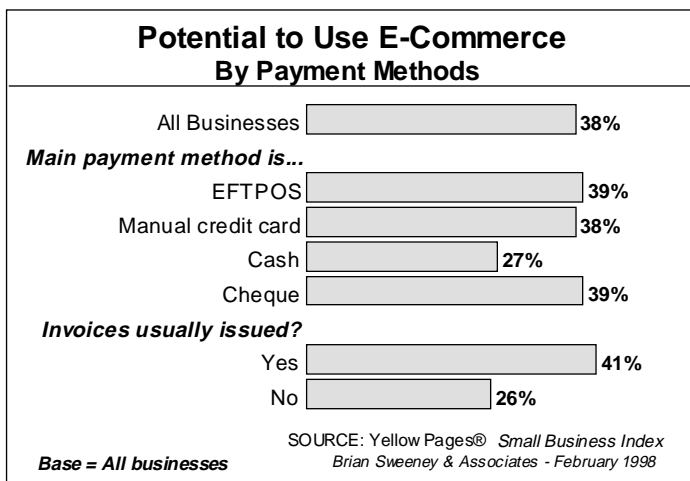 Potential to Use E-Commerce
By Payment Methods
All Businesses 38%
Main payment method is...
EFTPOS 39%
Manual credit card 38%
Cash 27%
Cheque 39%
Invoices usually issued?
Yes 41%
No 26%
SOURCE: Yellow Pages® Small Business Index
Base = All businesses Brian Sweeney & Associates - February 1998